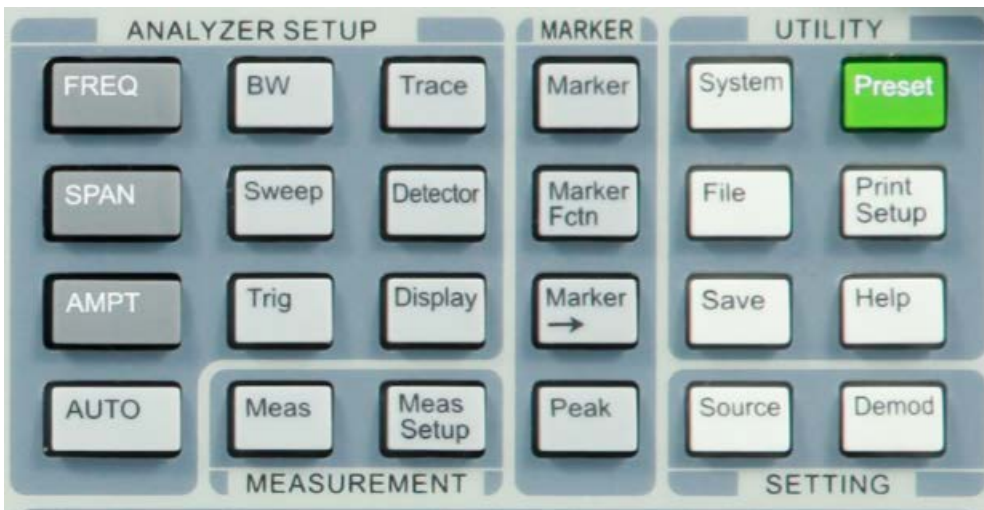 ANALYZER SETUP
MARKER
UTILITY
FREQ
BW
Trace
Marker
System
Preset
SPAN
Sweep
Detector
Marker
Fctn
File
Print
Setup
AMPT
Trig
Display
Marker
→
Save
Help
AUTO
Meas
Meas
Setup
Peak
Source
Demod
MEASUREMENT
SETTING